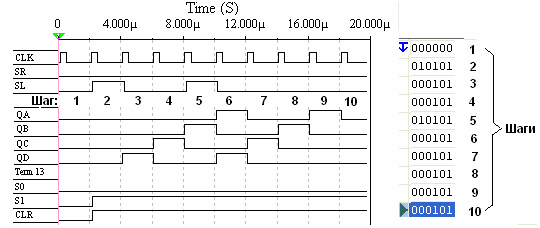 Time (S)
0 4.000µ 8.000µ 12.000µ 16.000µ 20.000µ
CLK
SR
SL
Шаг: 1 2 3 4 5 6 7 8 9 10
QA
QB
QC
QD
Term 13
S0
S1
CLR
000000 1
010101 2
000101 3
000101 4
010101 5
000101 6
000101 7
000101 8
000101 9
000101 10
Шаги